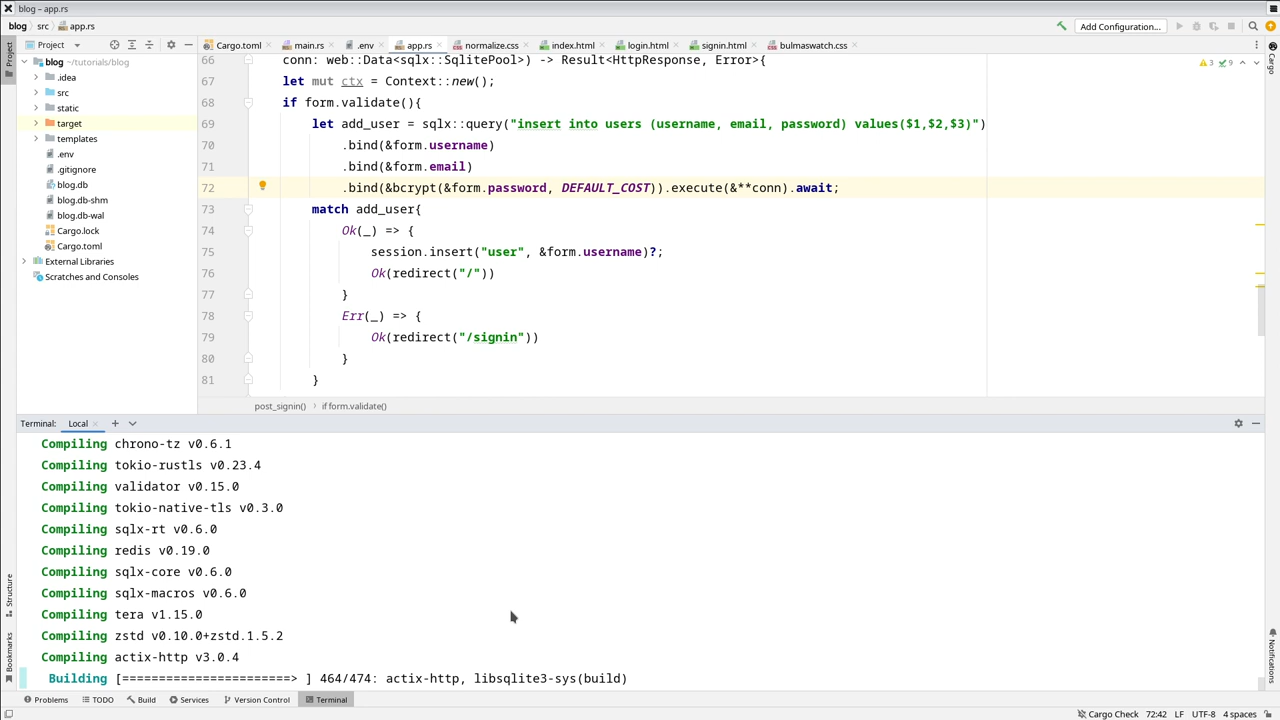 blog – app.rs
blog src app.rs
Add Configuration...
Project
Cargo.toml main.rs .env app.rs normalize.css index.html login.html signin.html bulmaswatch.css
Project
Cargo
blog ~/tutorials/blog
.idea
src
static
target
templates
.env
.gitignore
blog.db
blog.db-shm
blog.db-wal
Cargo.lock
Cargo.toml
External Libraries
Scratches and Consoles
3 9
66 conn: web::Data<sqlx::SqlitePool>) -> Result<HttpResponse, Error>{
67 let mut ctx = Context::new();
68 if form.validate(){
69 let add_user = sqlx::query("insert into users (username, email, password) values($1,$2,$3)")
70 .bind(&form.username)
71 .bind(&form.email)
72 .bind(&bcrypt(&form.password, DEFAULT_COST)).execute(&**conn).await;
73 match add_user{
74 Ok(_) => {
75 session.insert("user", &form.username)?;
76 Ok(redirect("/"))
77 }
78 Err(_) => {
79 Ok(redirect("/signin"))
80 }
81 }
post_signin() if form.validate()
Terminal: Local
Compiling chrono-tz v0.6.1
Compiling tokio-rustls v0.23.4
Compiling validator v0.15.0
Compiling tokio-native-tls v0.3.0
Compiling sqlx-rt v0.6.0
Compiling redis v0.19.0
Compiling sqlx-core v0.6.0
Compiling sqlx-macros v0.6.0
Compiling tera v1.15.0
Compiling zstd v0.10.0+zstd.1.5.2
Compiling actix-http v3.0.4
Building [=======================> ] 464/474: actix-http, libsqlite3-sys(build)
Structure
Bookmarks
Notifications
Problems TODO Build Services Version Control Terminal
Cargo Check 72:42 LF UTF-8 4 spaces